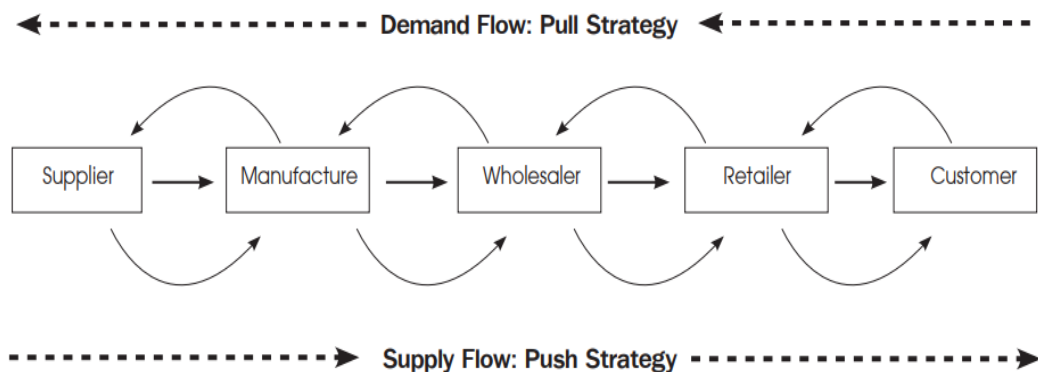 Demand Flow: Pull Strategy
Supplier
Manufacture
Wholesaler
Retailer
Customer
Supply Flow: Push Strategy